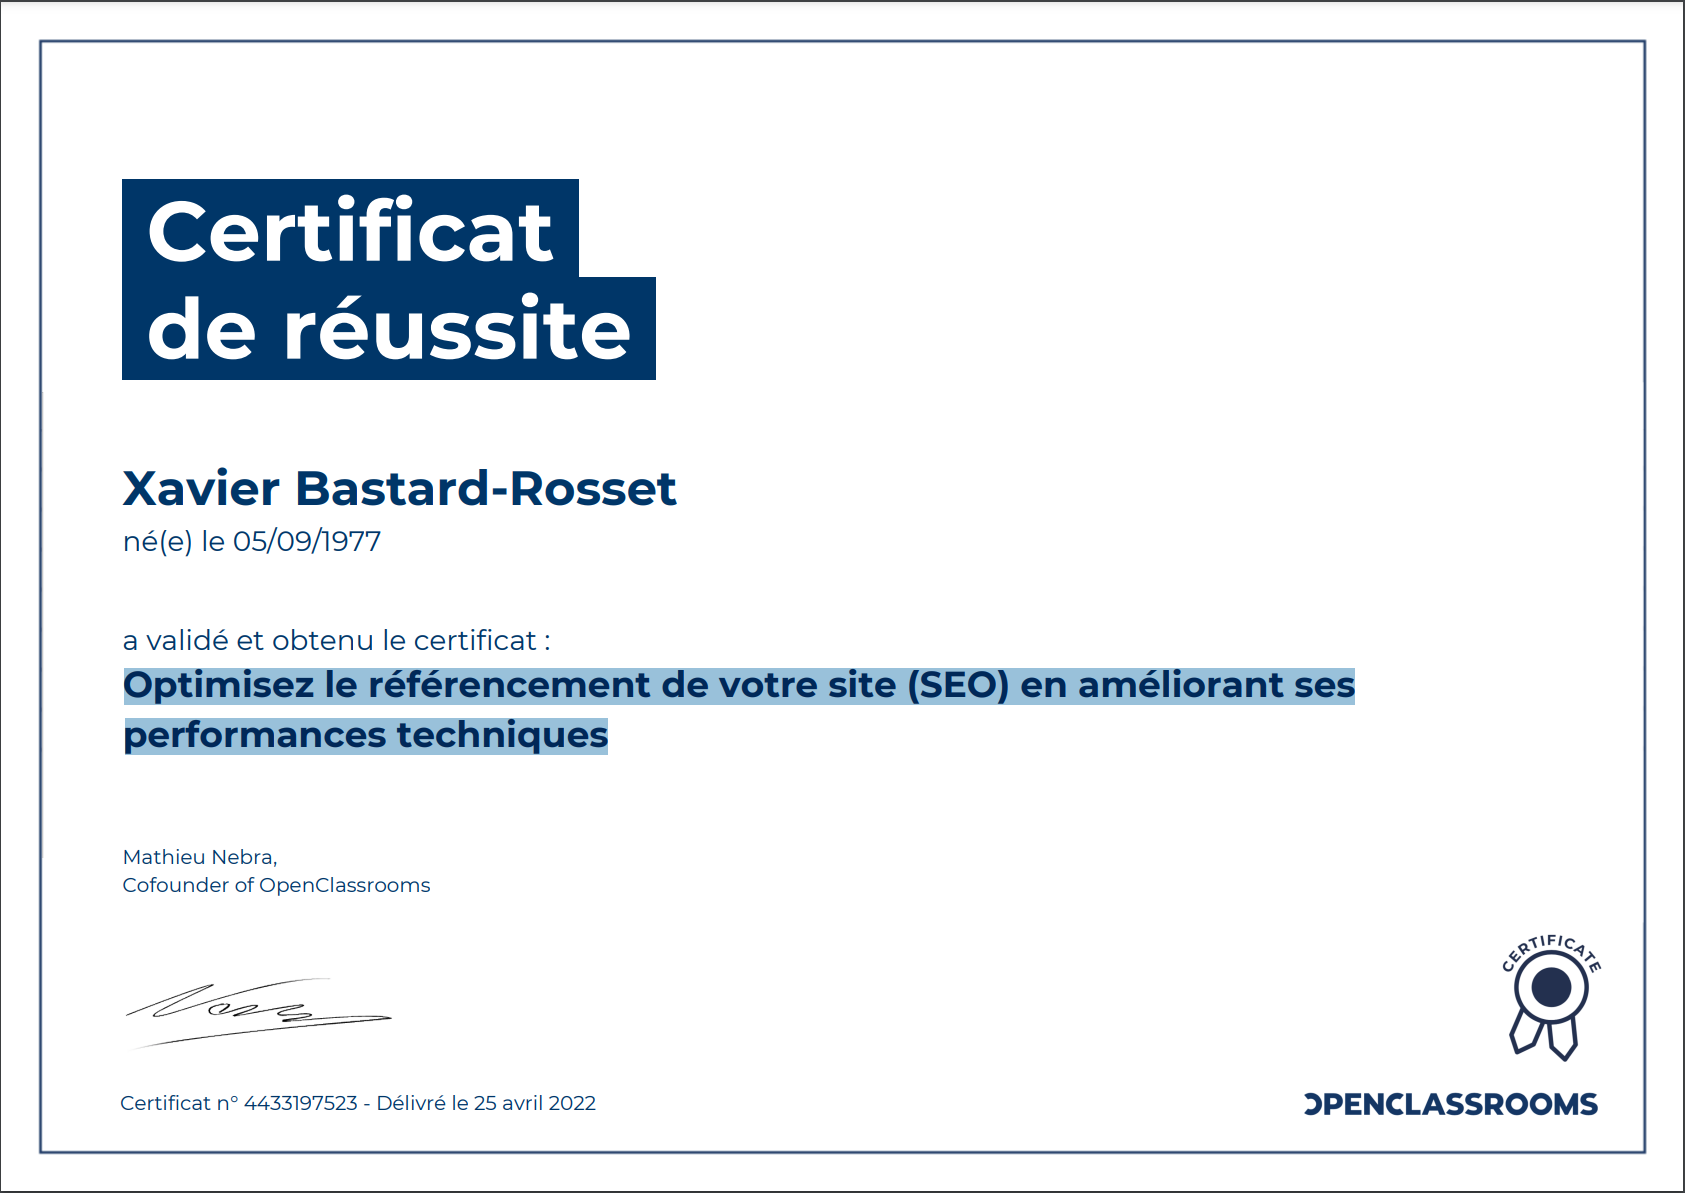 Certificat
de réussite
Xavier Bastard-Rosset
né(e) le 05/09/1977
a validé et obtenu le certificat :
Optimisez le référencement de votre site (SEO) en améliorant ses
performances techniques
Mathieu Nebra,
Cofounder of OpenClassrooms
CERTIFICATE
Certificat n° 4433197523 - Délivré le 25 avril 2022
OPENCLASSROOMS